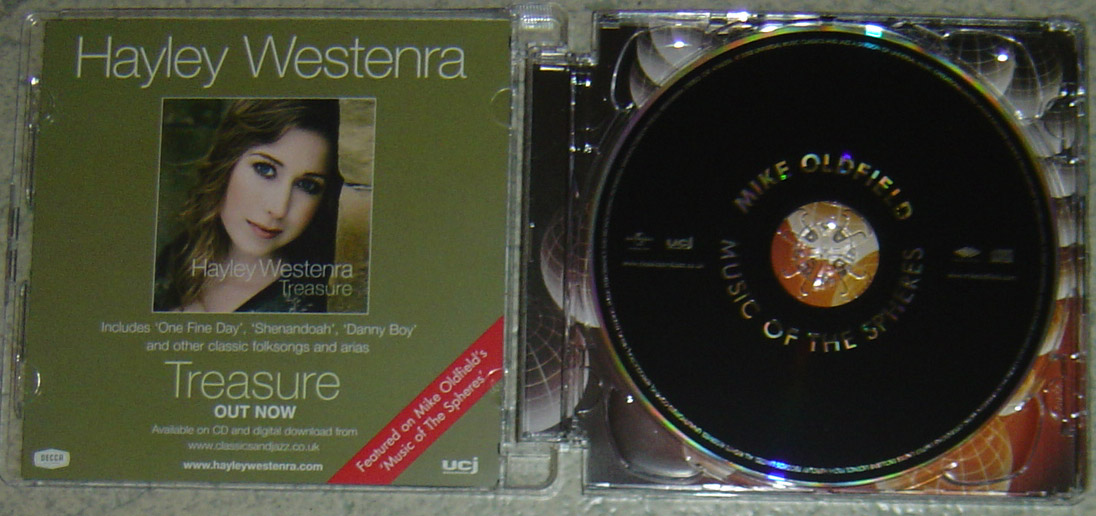 Hayley Westenra
Hayley Westenra
Treasure
Includes 'One Fine Day', 'Shenandoah', 'Danny Boy'
and other classic folksongs and arias
Treasure
OUT NOW
Available on CD and digital download from
www.classicsandjazz.co.uk
www.hayleywestenra.com
DECCA
Featured on Mike Oldfield's
'Music of The Spheres'
ucj
MIKE OLDFIELD
ucj
MUSIC OF THE SPHERES